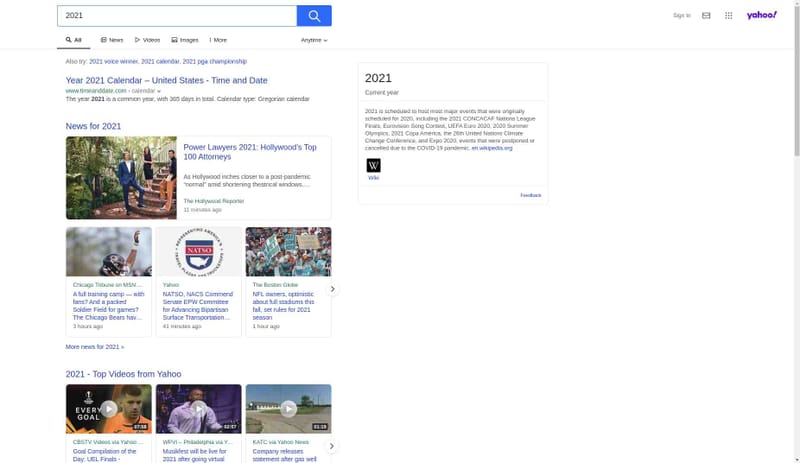 2021
Sign in
yahoo!
All
News
Videos
Images
More
Anytime
Also try: 2021 voice winner, 2021 calendar, 2021 pga championship
Year 2021 Calendar – United States - Time and Date
www.timeanddate.com › calendar
The year 2021 is a common year, with 365 days in total. Calendar type: Gregorian calendar
News for 2021
Power Lawyers 2021: Hollywood's Top
100 Attorneys
As Hollywood inches closer to a post-pandemic
"normal" amid shortening theatrical windows,...
The Hollywood Reporter
11 minutes ago
REPRESENTING AMERICA'S
NATSO
TRAVEL PLAZAS AND TRUCKSTOPS
Chicago Tribune on MSN ...
A full training camp — with
fans? And a packed
Soldier Field for games?
The Chicago Bears hav...
3 hours ago
Yahoo
NATSO, NACS Commend
Senate EPW Committee
for Advancing Bipartisan
Surface Transportation...
41 minutes ago
The Boston Globe
NFL owners, optimistic
about full stadiums this
fall, set rules for 2021
season
1 hour ago
More news for 2021 »
2021 - Top Videos from Yahoo
EVERY
GOAL
07:58
02:57
01:19
CBSTV Videos via Yahoo ...
Goal Compilation of the
Day: UEL Finals -
WPVI – Philadelphia via Y...
Musikfest will be live for
2021 after going virtual
KATC via Yahoo News
Company releases
statement after gas well
2021
Current year
2021 is scheduled to host most major events that were originally
scheduled for 2020, including the 2021 CONCACAF Nations League
Finals, Eurovision Song Contest, UEFA Euro 2020, 2020 Summer
Olympics, 2021 Copa America, the 26th United Nations Climate
Change Conference, and Expo 2020, events that were postponed or
cancelled due to the COVID-19 pandemic. en.wikipedia.org
W
Wiki
Feedback